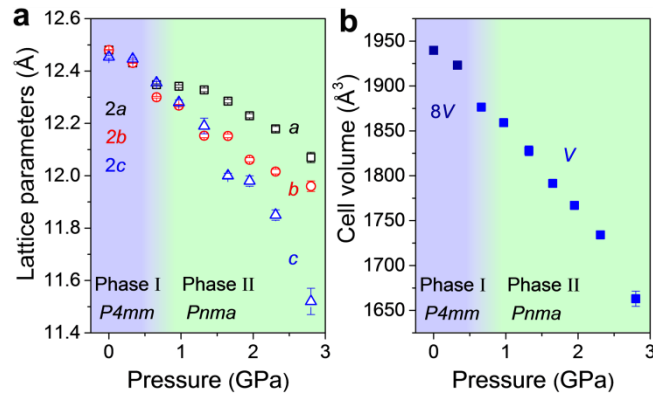 a
Lattice parameters (Å)
12.6
12.4
12.2
12.0
11.8
11.6
11.4
2a
2b
2c
a
b
c
Phase I
P4mm
Phase II
Pnma
0
1
2
3
Pressure (GPa)
b
Cell volume (Å³)
1950
1900
1850
1800
1750
1700
1650
8V
V
Phase I
P4mm
Phase II
Pnma
0
1
2
3
Pressure (GPa)